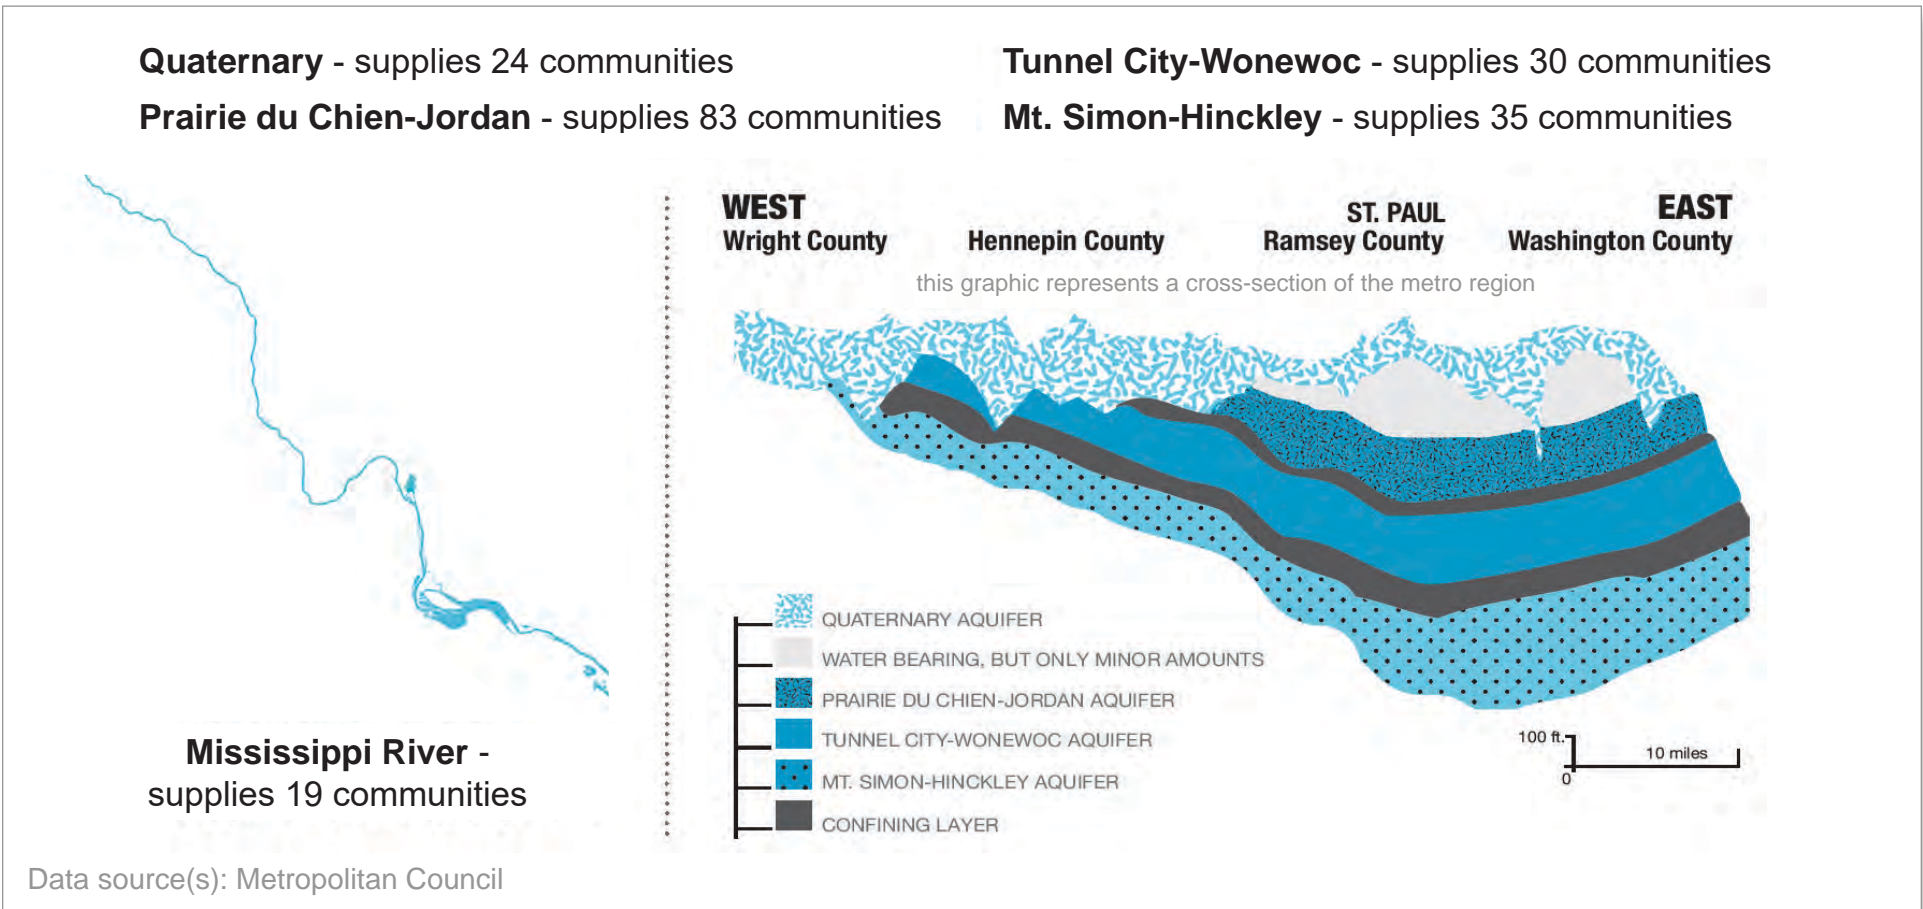 Quaternary - supplies 24 communities
Prairie du Chien-Jordan - supplies 83 communities
Tunnel City-Wonewoc - supplies 30 communities
Mt. Simon-Hinckley - supplies 35 communities
WEST
Wright County
Hennepin County
ST. PAUL
Ramsey County
EAST
Washington County
this graphic represents a cross-section of the metro region
QUATERNARY AQUIFER
WATER BEARING, BUT ONLY MINOR AMOUNTS
PRAIRIE DU CHIEN-JORDAN AQUIFER
TUNNEL CITY-WONEWOC AQUIFER
MT. SIMON-HINCKLEY AQUIFER
CONFINING LAYER
100 ft.
10 miles
0
Mississippi River -
supplies 19 communities
Data source(s): Metropolitan Council